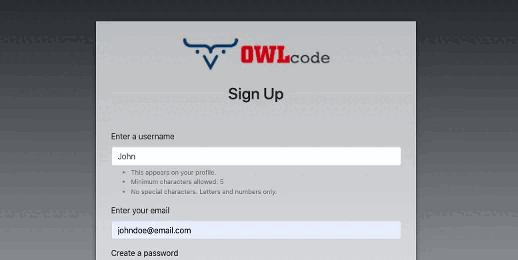 OWLcode
Sign Up
Enter a username
John
• This appears on your profile.
• Minimum characters allowed: 5
• No special characters. Letters and numbers only.
Enter your email
johndoe@email.com
Create a password